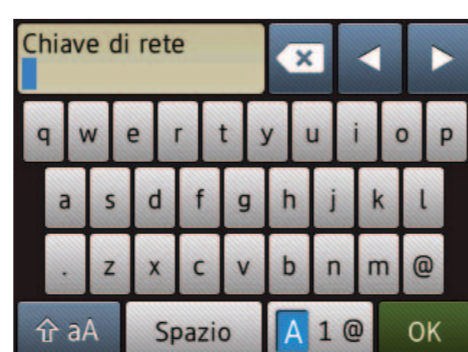 Chiave di rete
q w e r t y u i o p
a s d f g h j k l
. z x c v b n m @
aA Spazio A 1 @ OK